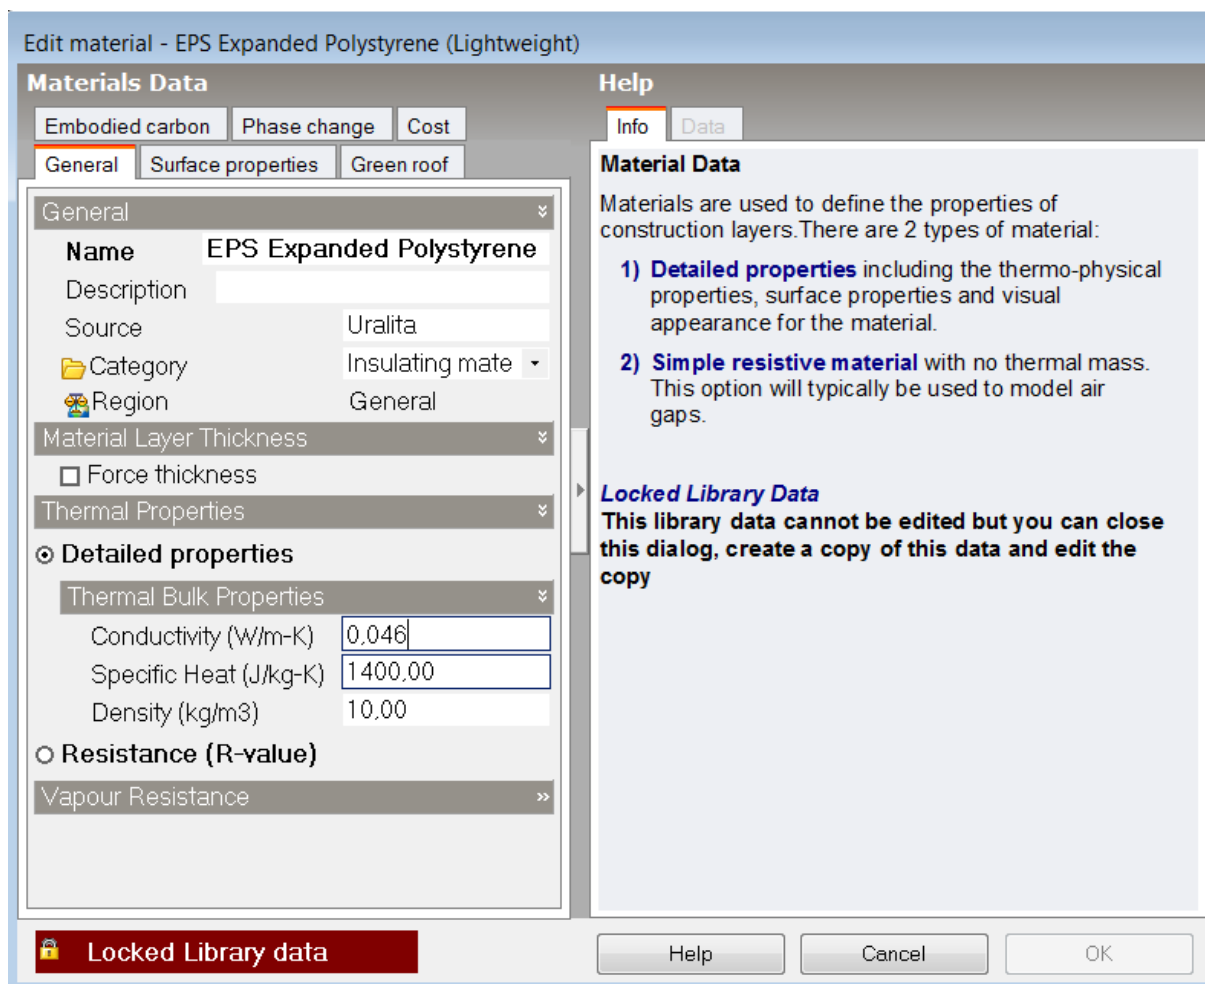 Edit material - EPS Expanded Polystyrene (Lightweight)
Materials Data
Embodied carbon Phase change Cost
General Surface properties Green roof
General
Name EPS Expanded Polystyrene
Description
Source Uralita
Category Insulating mate
Region General
Material Layer Thickness
Force thickness
Thermal Properties
Detailed properties
Thermal Bulk Properties
Conductivity (W/m-K) 0,046
Specific Heat (J/kg-K) 1400,00
Density (kg/m3) 10,00
Resistance (R-value)
Vapour Resistance
Locked Library data
Help
Info Data
Material Data
Materials are used to define the properties of
construction layers.There are 2 types of material:
1) Detailed properties including the thermo-physical
properties, surface properties and visual
appearance for the material.
2) Simple resistive material with no thermal mass.
This option will typically be used to model air
gaps.
Locked Library Data
This library data cannot be edited but you can close
this dialog, create a copy of this data and edit the
copy
Help Cancel OK